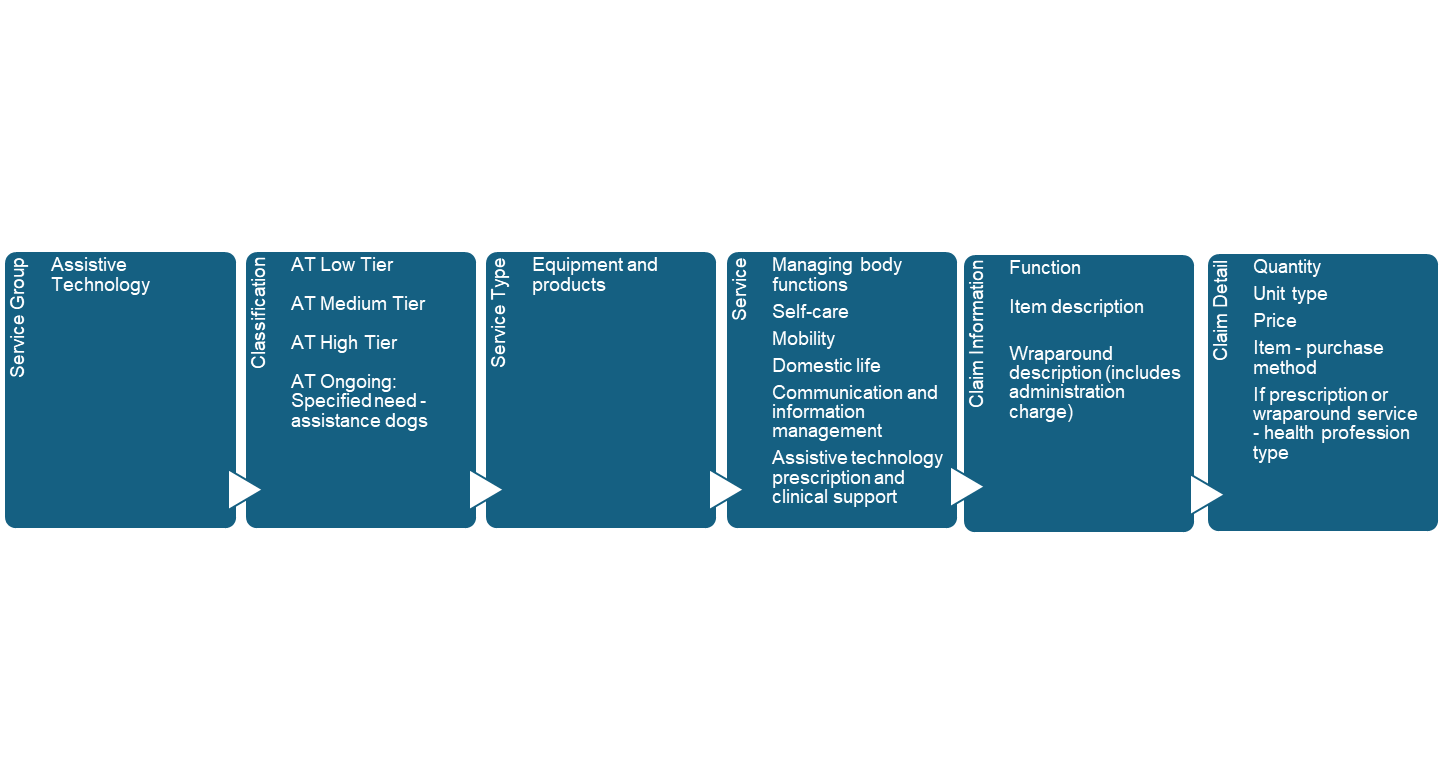 Service Group
Assistive
Technology
Classification
AT Low Tier
AT Medium Tier
AT High Tier
AT Ongoing:
Specified need -
assistance dogs
Service Type
Equipment and
products
Service
Managing body
functions
Self-care
Mobility
Domestic life
Communication and
information
management
Assistive technology
prescription and
clinical support
Claim Information
Function
Item description
Wraparound
description (includes
administration
charge)
Claim Detail
Quantity
Unit type
Price
Item - purchase
method
If prescription or
wraparound service
- health profession
type